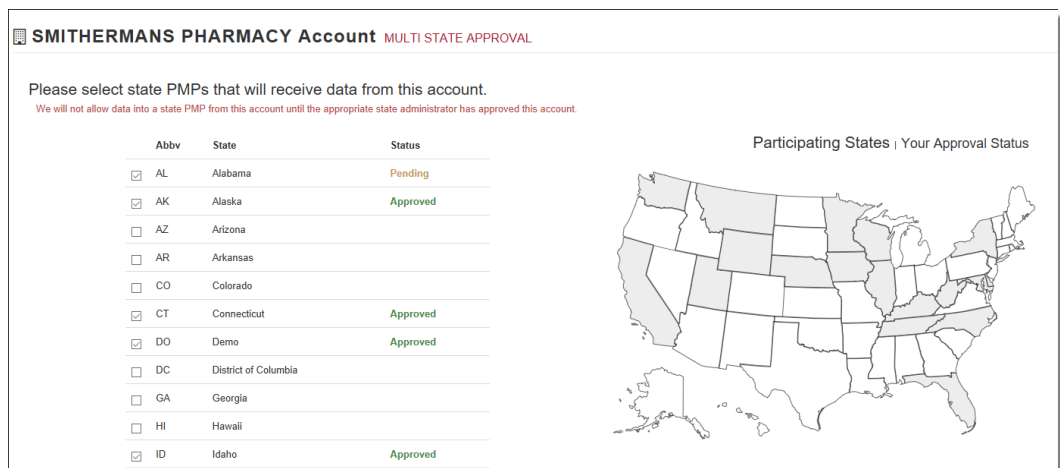 SMITHERMANS PHARMACY Account MULTI STATE APPROVAL
Please select state PMPs that will receive data from this account.
We will not allow data into a state PMP from this account until the appropriate state administrator has approved this account.
Participating States | Your Approval Status
Abbv State Status
AL Alabama Pending
AK Alaska Approved
AZ Arizona
AR Arkansas
CO Colorado
CT Connecticut Approved
DO Demo Approved
DC District of Columbia
GA Georgia
HI Hawaii
ID Idaho Approved